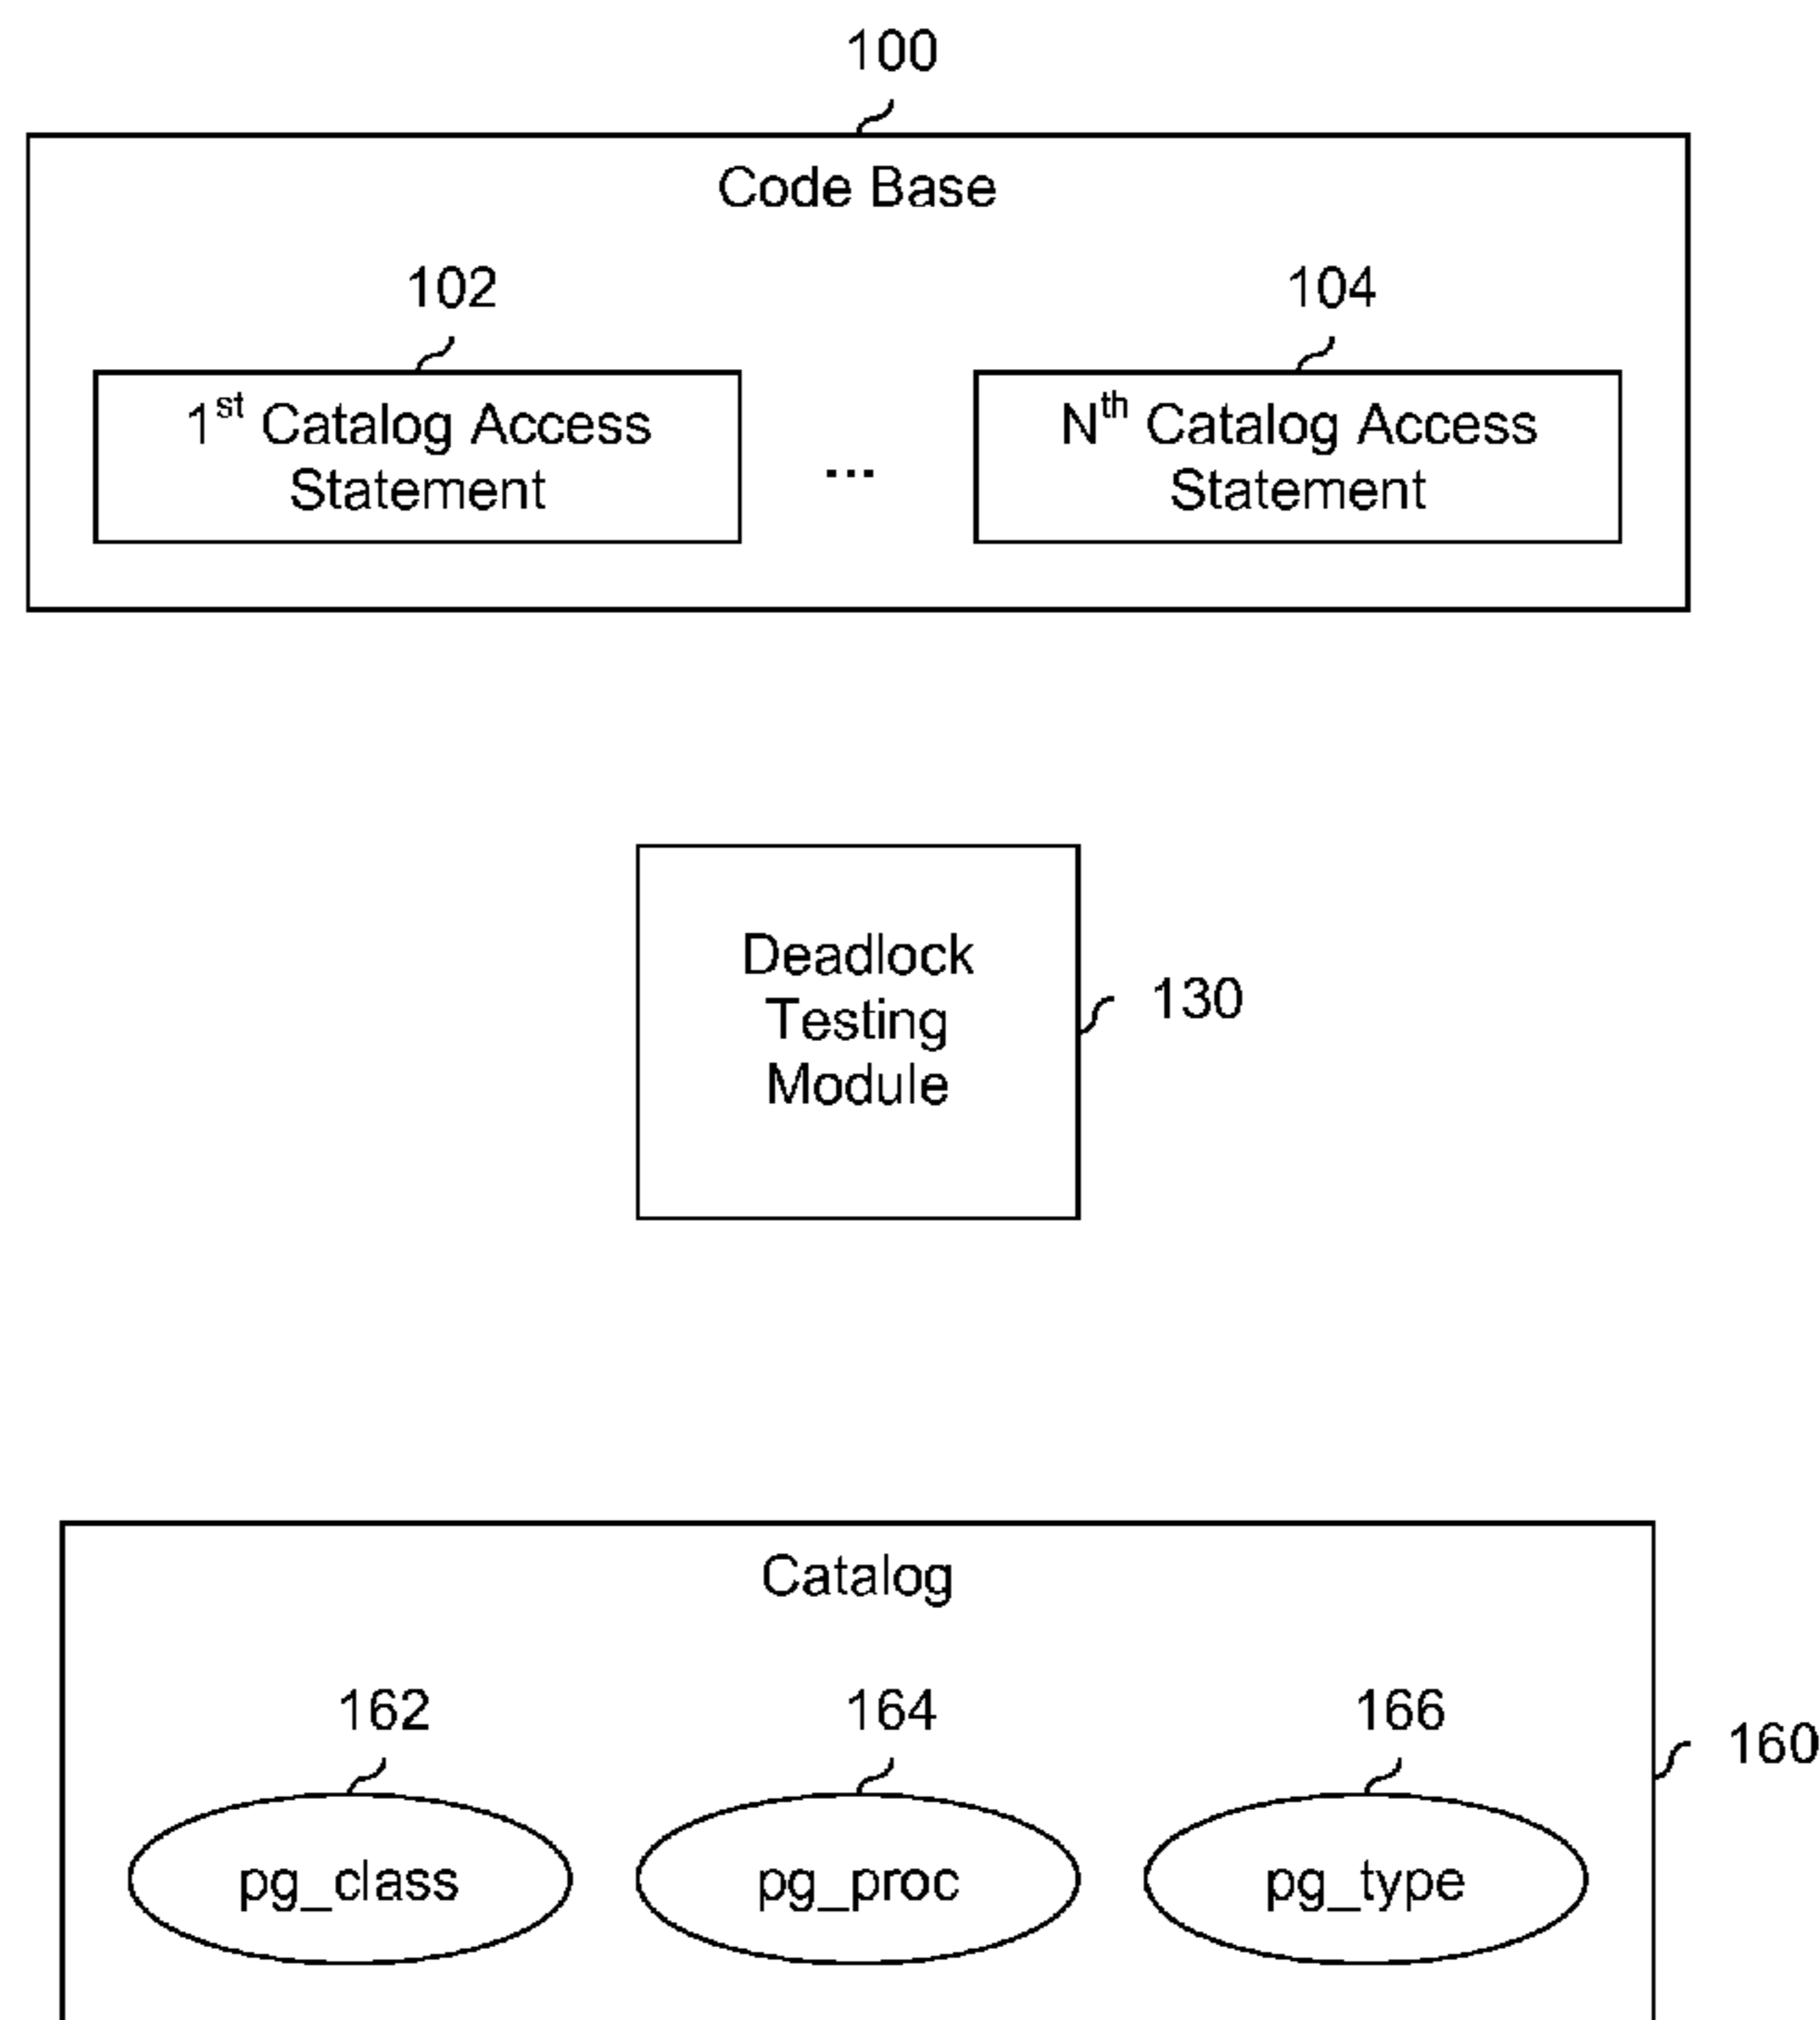 100
Code Base
102
104
1st Catalog Access
Statement
...
Nth Catalog Access
Statement
Deadlock
Testing
Module
130
Catalog
162
164
166
160
pg_class
pg_proc
pg_type